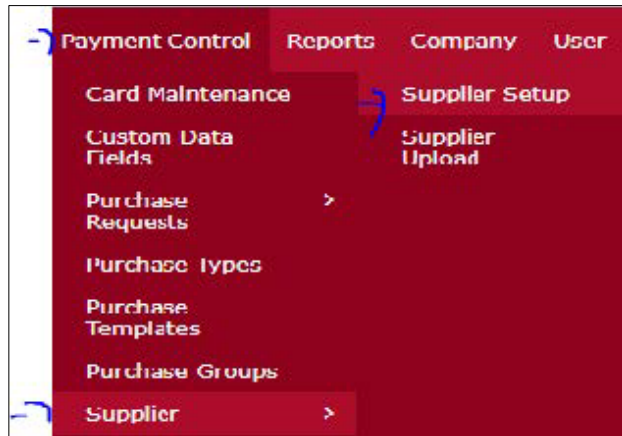 Payment Control Reports Company User
Card Maintenance
Custom Data
Fields
Purchase >
Requests
Purchase Types
Purchase
Templates
Purchase Groups
Supplier >
Supplier Setup
Supplier
Upload